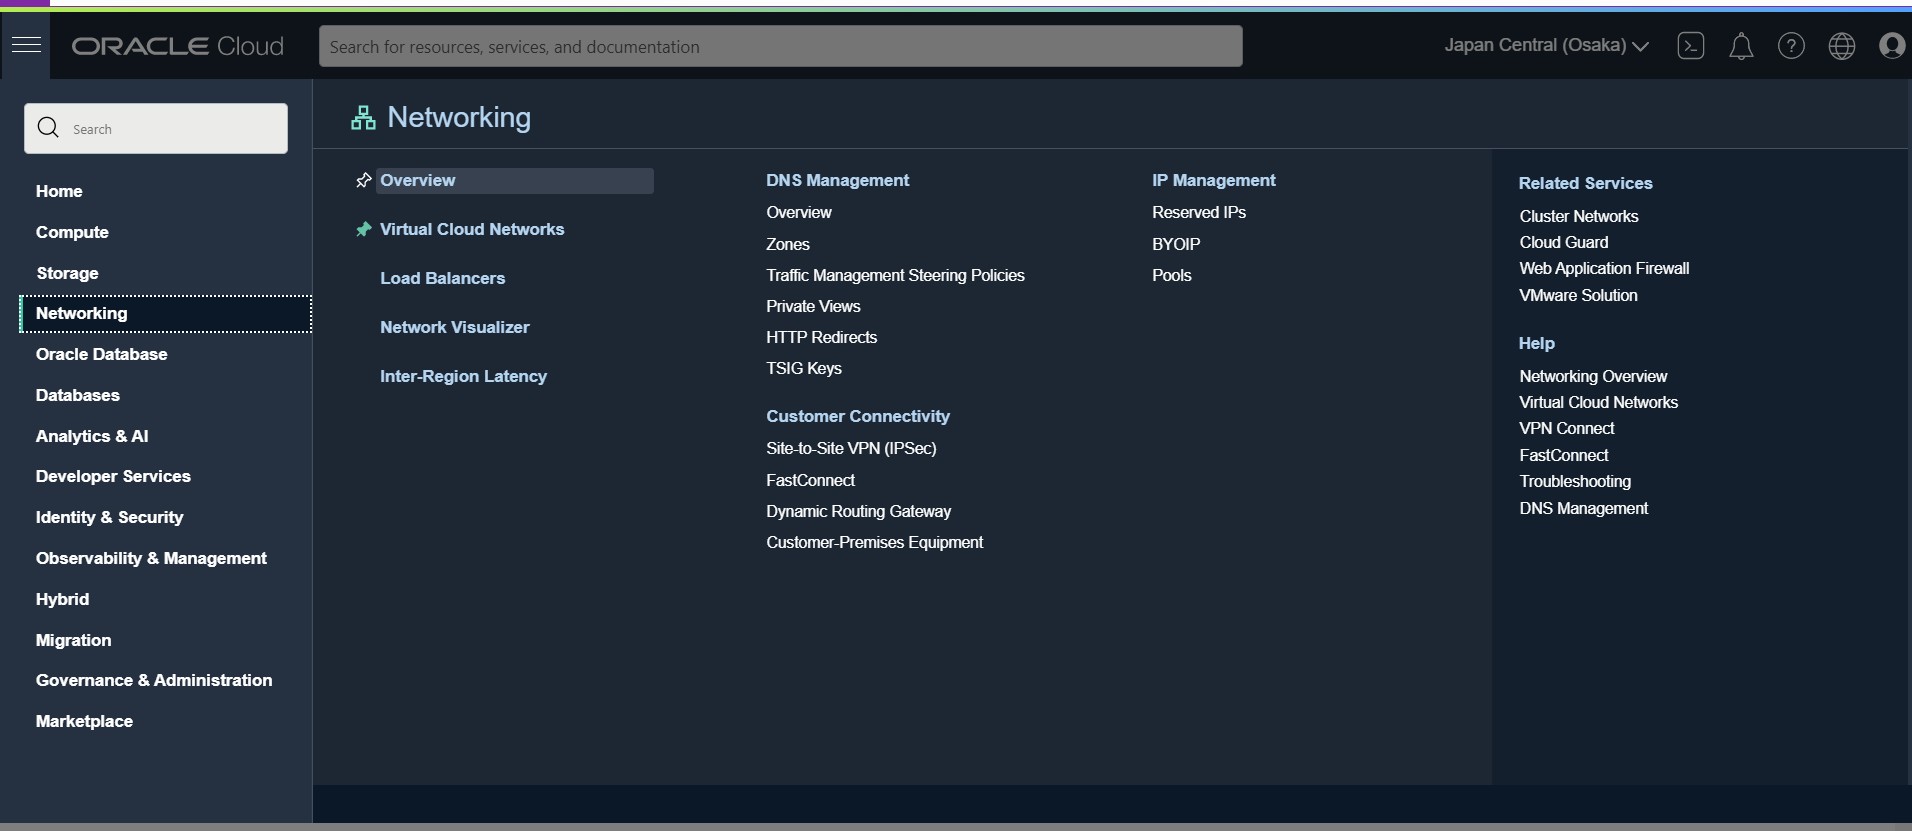 ORACLE Cloud
Search for resources, services, and documentation
Japan Central (Osaka)
Search
Home
Compute
Storage
Networking
Oracle Database
Databases
Analytics & AI
Developer Services
Identity & Security
Observability & Management
Hybrid
Migration
Governance & Administration
Marketplace
Networking
Overview
Virtual Cloud Networks
Load Balancers
Network Visualizer
Inter-Region Latency
DNS Management
Overview
Zones
Traffic Management Steering Policies
Private Views
HTTP Redirects
TSIG Keys
Customer Connectivity
Site-to-Site VPN (IPSec)
FastConnect
Dynamic Routing Gateway
Customer-Premises Equipment
IP Management
Reserved IPs
BYOIP
Pools
Related Services
Cluster Networks
Cloud Guard
Web Application Firewall
VMware Solution
Help
Networking Overview
Virtual Cloud Networks
VPN Connect
FastConnect
Troubleshooting
DNS Management